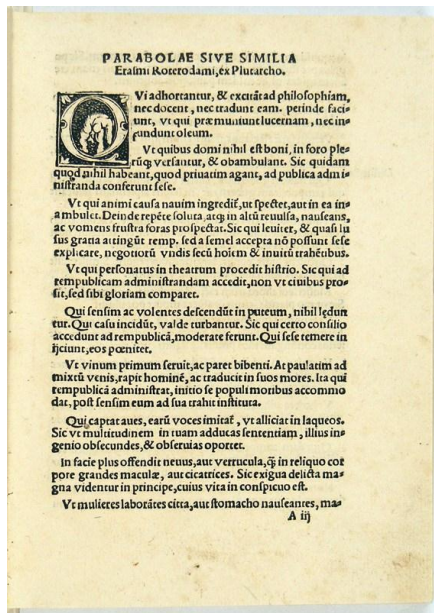 PARABOLAE SIVE SIMILIA
Erasmi Roterodami, ex Plutarcho.
QVi adhortantur, & excitāt ad philosophiam,
nec docent, nec tradunt eam, perinde faci⸗
unt, vt qui præmuniunt lucernam, nec in⸗
fundunt oleum.
Vt quibus domi nihil est boni, in foro ple⸗
rūq; versantur, & obambulant. Sic quidam
quod nihil habeant, quod priuatim agant, ad publica admi
nistranda conferunt sese.
Vt qui animi causa nauim ingrediūt, vt spectet, aut in ea in⸗
ambulet. Deinde repēte soluta, atq; in altū reuulsa, nauseans,
ac vomens frustra foras prospectat. Sic qui leuiter, & quasi lu
sus gratia attingūt remp. sed a semel accepta nō possunt sese
explicare, negotiorū vndis secū hoīem & inuitū trahētibus.
Vt qui personatus in theatrum procedit histrio. Sic qui ad
rempublicam administrandam accedit, non vt ciuibus pro⸗
sit, sed sibi gloriam comparet.
Qui sensim ac volentes descendūt in puteum, nihil lędun
tur. Qui casu incidūt, valde turbantur. Sic qui certo consilio
accedunt ad rempublicā, moderate ferunt. Qui sese temere in
ijciunt, eos pœnitet.
Vt vinum primum seruit, ac paret bibenti. At paulatim ad
mixtū venis, rapit hominē, ac traducit in suos mores. Ita qui
rempublicā administrat, initio se populi moribus accommo
dat, post sensim eum ad sua trahit instituta.
Qui captat aues, earū voces imitat, vt alliciat in laqueos.
Sic vt multitudinem in tuam adducas sententiam, illius in⸗
genio obsecundes, & obseruias oportet.
In facie plus offendit neuus, aut verrucula, q̄ in reliquo cor
pore grandes maculæ, aut cicatrices. Sic exigua delicta ma⸗
gna videntur in principe, cuius vita in conspicuo est.
Vt mulieres laborātes citta, aut stomacho nauseantes, ma⸗
A iij